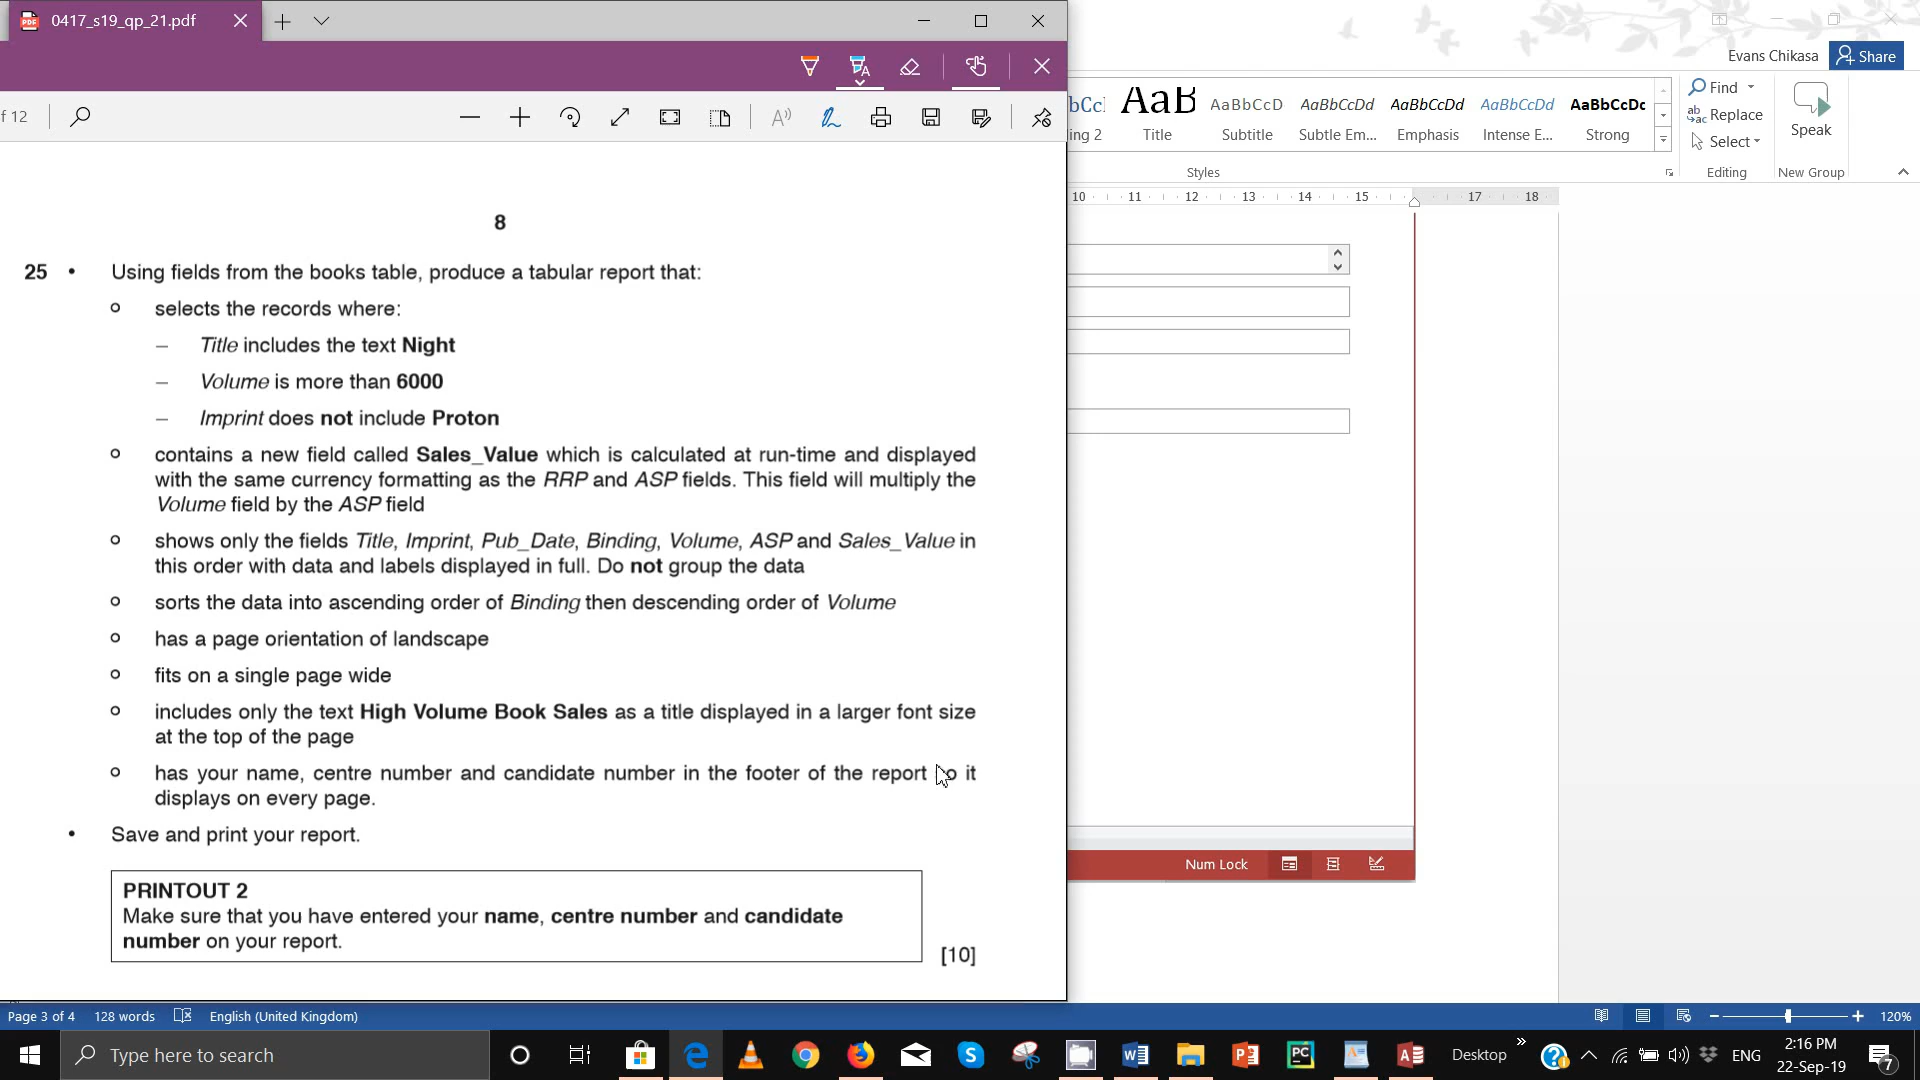 0417_s19_qp_21.pdf
Evans Chikasa
Share
f 12
AaB
AaBbCcD
AaBbCcDd
AaBbCcDd
AaBbCcDd
AaBbCcDc
ing 2
Title
Subtitle
Subtle Em...
Emphasis
Intense E...
Strong
Find
Replace
Select
Speak
Styles
Editing
New Group
10 11 12 13 14 15 17 18
8
25 • Using fields from the books table, produce a tabular report that:
selects the records where:
– Title includes the text Night
– Volume is more than 6000
– Imprint does not include Proton
contains a new field called Sales_Value which is calculated at run-time and displayed
with the same currency formatting as the RRP and ASP fields. This field will multiply the
Volume field by the ASP field
shows only the fields Title, Imprint, Pub_Date, Binding, Volume, ASP and Sales_Value in
this order with data and labels displayed in full. Do not group the data
sorts the data into ascending order of Binding then descending order of Volume
has a page orientation of landscape
fits on a single page wide
includes only the text High Volume Book Sales as a title displayed in a larger font size
at the top of the page
has your name, centre number and candidate number in the footer of the report so it
displays on every page.
• Save and print your report.
PRINTOUT 2
Make sure that you have entered your name, centre number and candidate
number on your report.
[10]
Num Lock
Page 3 of 4
128 words
English (United Kingdom)
120%
Type here to search
Desktop
ENG
2:16 PM
22-Sep-19
7